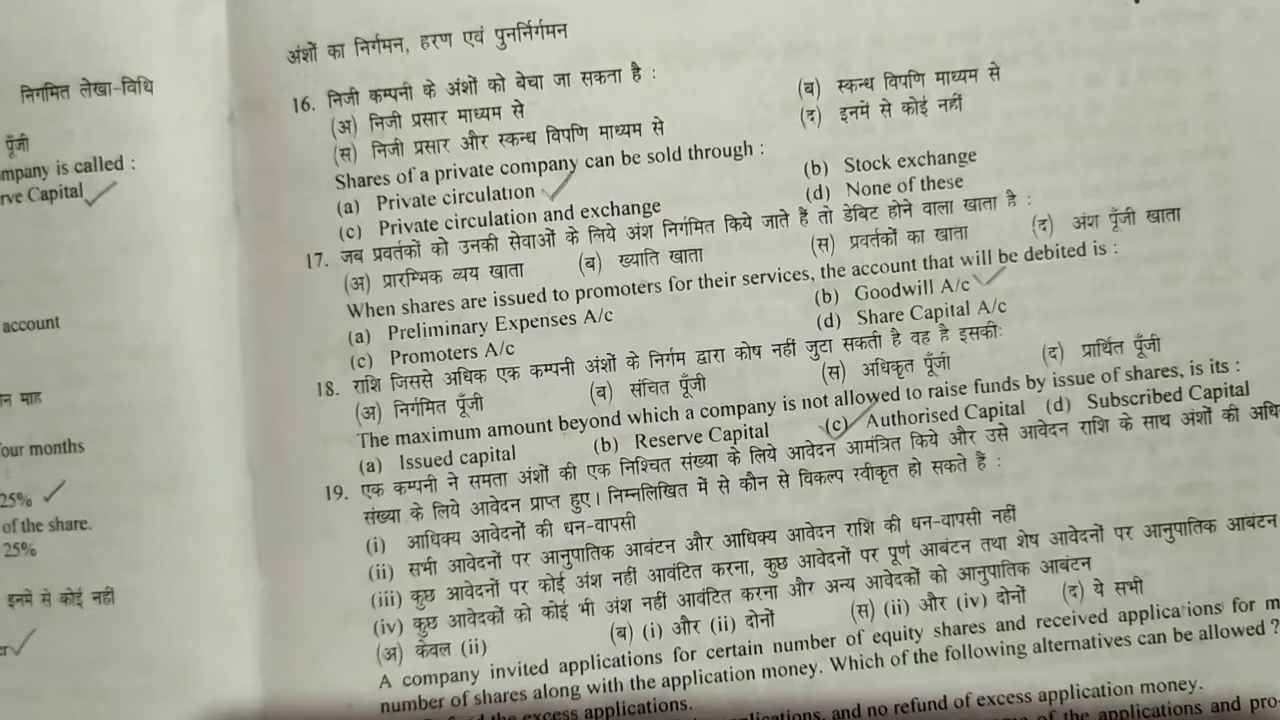 निगमित लेखा-विधि
पूँजी
mpany is called :
rve Capital
account
न माह
our months
25%
of the share.
25%
इनमें से कोई नहीं
अंशों का निर्गमन, हरण एवं पुनर्निर्गमन
16. निजी कम्पनी के अंशों को बेचा जा सकता है :
(अ) निजी प्रसार माध्यम से (ब) स्कन्ध विपणि माध्यम से
(स) निजी प्रसार और स्कन्ध विपणि माध्यम से (द) इनमें से कोई नहीं
Shares of a private company can be sold through :
(a) Private circulation (b) Stock exchange
(c) Private circulation and exchange (d) None of these
17. जब प्रवर्तकों को उनकी सेवाओं के लिये अंश निर्गमित किये जाते हैं तो डेबिट होने वाला खाता है :
(अ) प्रारम्भिक व्यय खाता (ब) ख्याति खाता (स) प्रवर्तकों का खाता (द) अंश पूँजी खाता
When shares are issued to promoters for their services, the account that will be debited is :
(a) Preliminary Expenses A/c (b) Goodwill A/c
(c) Promoters A/c (d) Share Capital A/c
18. राशि जिससे अधिक एक कम्पनी अंशों के निर्गम द्वारा कोष नहीं जुटा सकती है वह है इसकी:
(अ) निर्गमित पूँजी (ब) संचित पूँजी (स) अधिकृत पूँजी (द) प्रार्थित पूँजी
The maximum amount beyond which a company is not allowed to raise funds by issue of shares, is its :
(a) Issued capital (b) Reserve Capital (c) Authorised Capital (d) Subscribed Capital
19. एक कम्पनी ने समता अंशों की एक निश्चित संख्या के लिये आवेदन आमंत्रित किये और उसे आवेदन राशि के साथ अंशों की अधि
संख्या के लिये आवेदन प्राप्त हुए। निम्नलिखित में से कौन से विकल्प स्वीकृत हो सकते हैं :
(i) आधिक्य आवेदनों की धन-वापसी
(ii) सभी आवेदनों पर आनुपातिक आबंटन और आधिक्य आवेदन राशि की धन-वापसी नहीं
(iii) कुछ आवेदनों पर कोई अंश नहीं आवंटित करना, कुछ आवेदनों पर पूर्ण आबंटन तथा शेष आवेदनों पर आनुपातिक आबंटन
(iv) कुछ आवेदकों को कोई भी अंश नहीं आवंटित करना और अन्य आवेदकों को आनुपातिक आबंटन
(अ) केवल (ii) (ब) (i) और (ii) दोनों (स) (ii) और (iv) दोनों (द) ये सभी
A company invited applications for certain number of equity shares and received applications for m
number of shares along with the application money. Which of the following alternatives can be allowed ?
the excess applications.
lications, and no refund of excess application money.
of the applications and pro